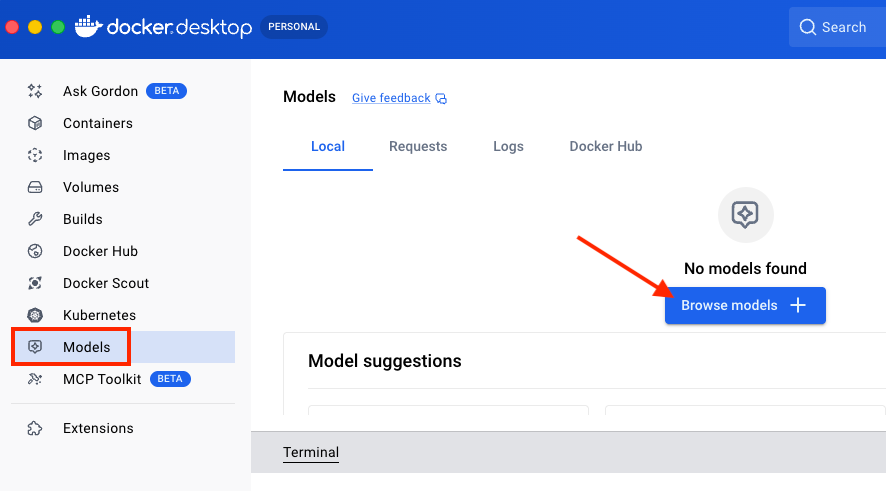 docker.desktop PERSONAL
Search
Ask Gordon BETA
Containers
Images
Volumes
Builds
Docker Hub
Docker Scout
Kubernetes
Models
MCP Toolkit BETA
Extensions
Models Give feedback
Local Requests Logs Docker Hub
No models found
Browse models
Model suggestions
Terminal